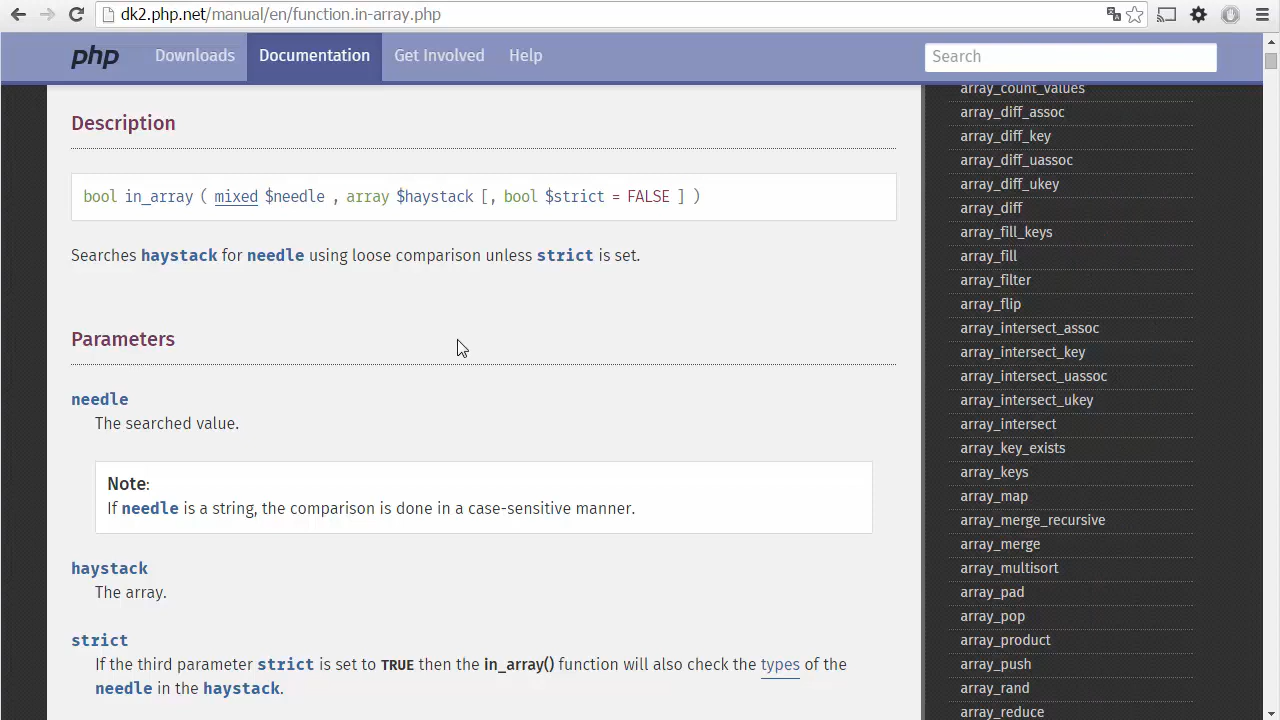 dk2.php.net/manual/en/function.in-array.php
php Downloads Documentation Get Involved Help Search
Description
bool in_array ( mixed $needle , array $haystack [, bool $strict = FALSE ] )
Searches haystack for needle using loose comparison unless strict is set.
Parameters
needle
The searched value.
Note:
If needle is a string, the comparison is done in a case-sensitive manner.
haystack
The array.
strict
If the third parameter strict is set to TRUE then the in_array() function will also check the types of the
needle in the haystack.
array_count_values
array_diff_assoc
array_diff_key
array_diff_uassoc
array_diff_ukey
array_diff
array_fill_keys
array_fill
array_filter
array_flip
array_intersect_assoc
array_intersect_key
array_intersect_uassoc
array_intersect_ukey
array_intersect
array_key_exists
array_keys
array_map
array_merge_recursive
array_merge
array_multisort
array_pad
array_pop
array_product
array_push
array_rand
array_reduce